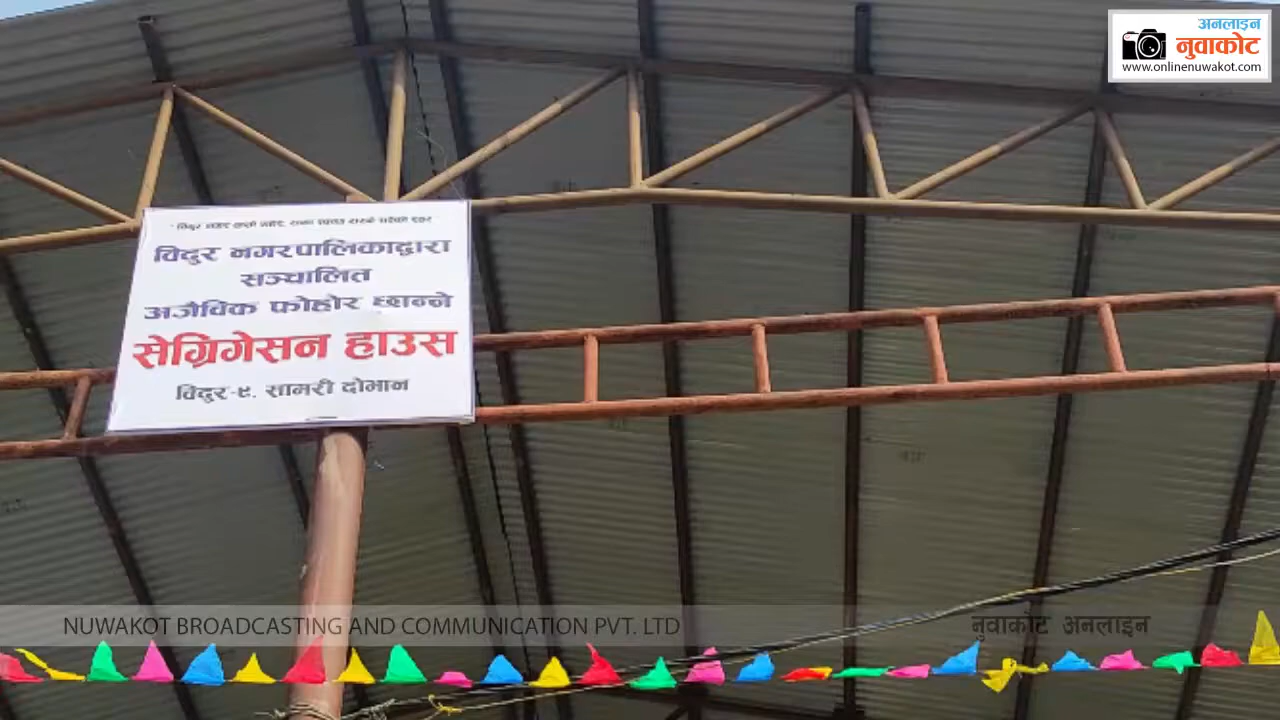 अनलाइन
नुवाकोट
www.onlinenuwakot.com
विदुर नगरपालिकाद्वारा
सञ्चालित
अजैविक फोहोर छान्ने
सेग्रिगेसन हाउस
विदुर-९, सामरी दोभान
NUWAKOT BROADCASTING AND COMMUNICATION PVT. LTD
नुवाकोट अनलाइन